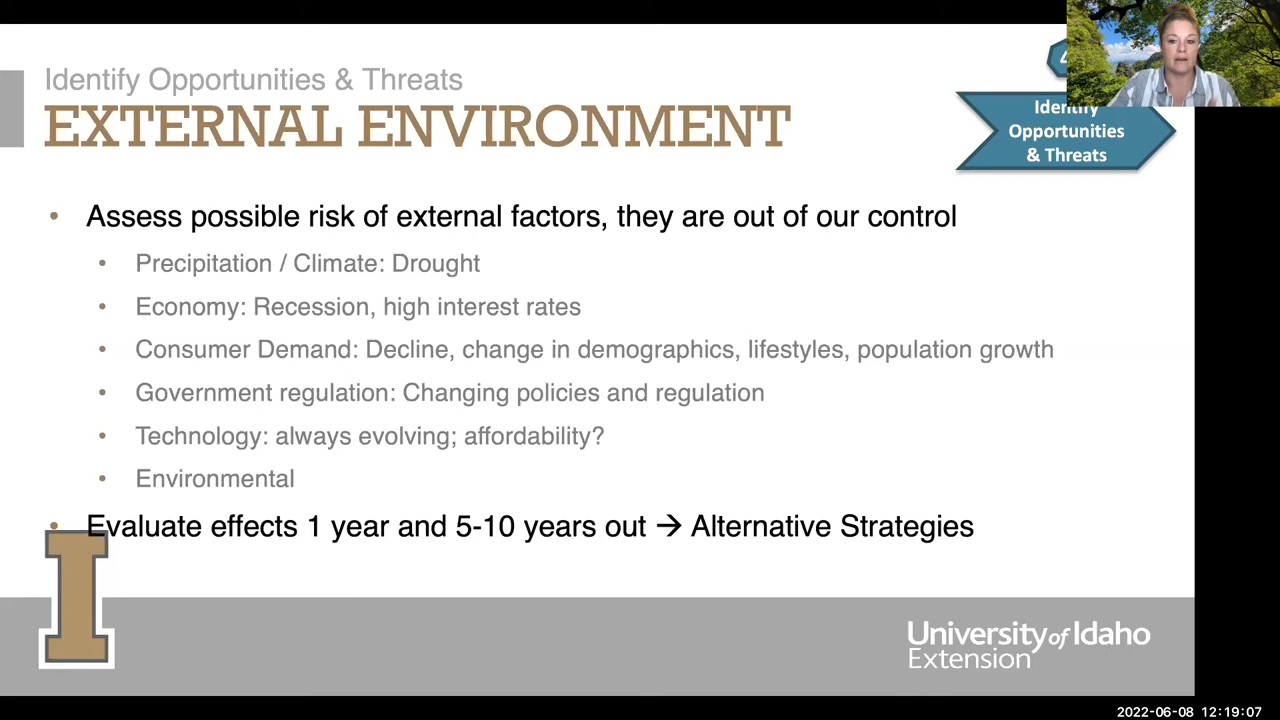 Identify Opportunities & Threats
EXTERNAL ENVIRONMENT
4
Identify
Opportunities
& Threats
• Assess possible risk of external factors, they are out of our control
• Precipitation / Climate: Drought
• Economy: Recession, high interest rates
• Consumer Demand: Decline, change in demographics, lifestyles, population growth
• Government regulation: Changing policies and regulation
• Technology: always evolving; affordability?
• Environmental
• Evaluate effects 1 year and 5-10 years out → Alternative Strategies
I
University of Idaho
Extension
2022-06-08 12:19:07